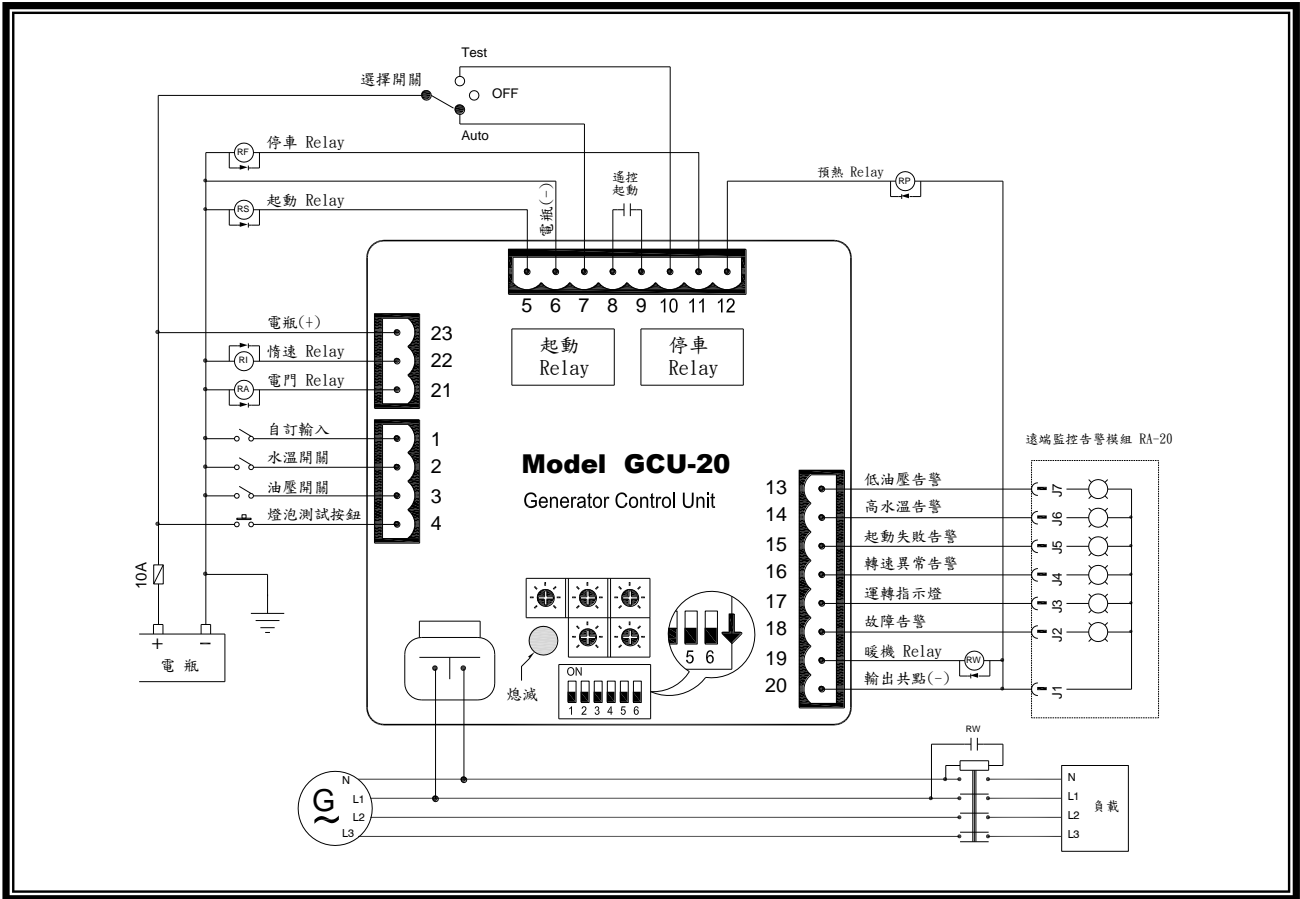 Test
選擇開關
OFF
Auto
停車 Relay
RF
預熱 Relay
RP
遙控
起動
電瓶(-)
起動 Relay
RS
5 6 7 8 9 10 11 12
起動
Relay
停車
Relay
電瓶(+)
23
惰速 Relay
RI
22
電門 Relay
RA
21
自訂輸入
1
水溫開關
2
油壓開關
3
燈泡測試按鈕
4
Model GCU-20
Generator Control Unit
遠端監控告警模組 RA-20
13
低油壓告警
J7
14
高水溫告警
J6
15
起動失敗告警
J5
16
轉速異常告警
J4
17
運轉指示燈
J3
18
故障告警
J2
19
暖機 Relay
RW
20
輸出共點(-)
J1
10A
+ −
電 瓶
熄滅
ON
1 2 3 4 5 6
5 6
RW
G
~
N
L1
L2
L3
N
L1
L2
L3
負載